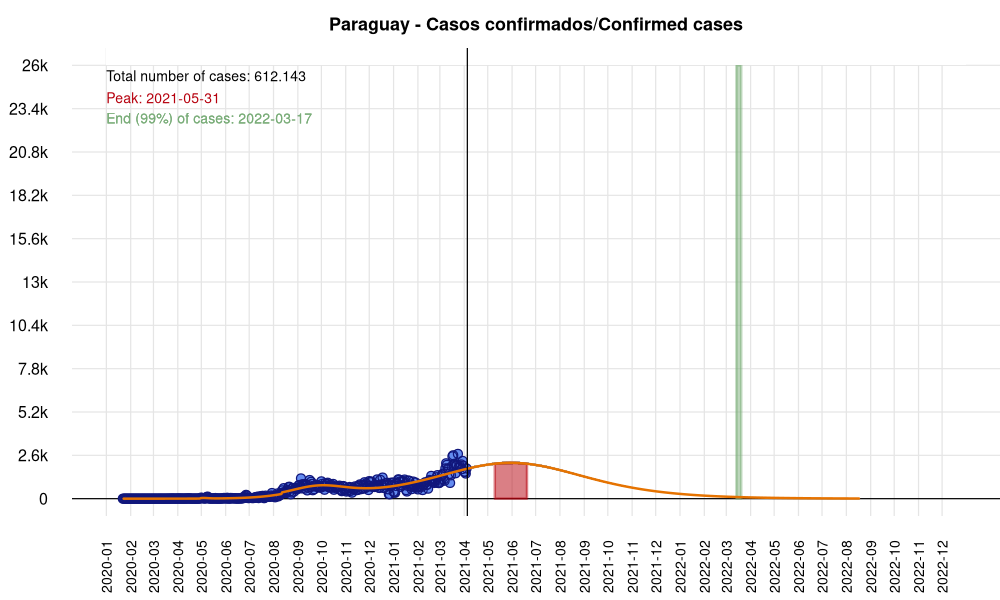 Paraguay - Casos confirmados/Confirmed cases
26k
Total number of cases: 612.143
Peak: 2021-05-31
23.4k
End (99%) of cases: 2022-03-17
20.8k
18.2k
15.6k
13k
10.4k
7.8k
5.2k
2.6k
0
2020-01
2020-02
2020-03
2020-04
2020-05
2020-06
2020-07
2020-08
2020-09
2020-10
2020-11
2020-12
2021-01
2021-02
2021-03
2021-04
2021-05
2021-06
2021-07
2021-08
2021-09
2021-10
2021-11
2021-12
2022-01
2022-02
2022-03
2022-04
2022-05
2022-06
2022-07
2022-08
2022-09
2022-10
2022-11
2022-12